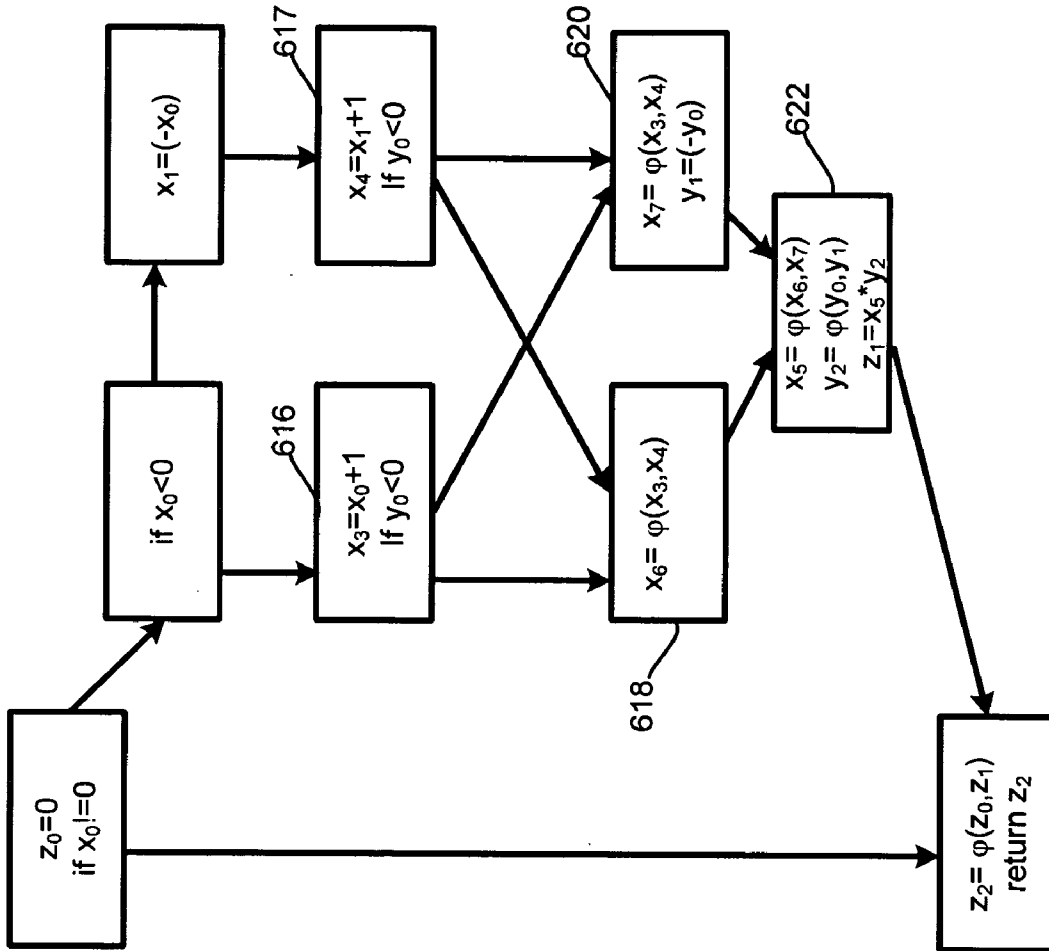 z₀=0
if x₀!=0
if x₀<0
x₁=(-x₀)
616
x₃=x₀+1
If y₀<0
617
x₄=x₁+1
If y₀<0
618
x₆= φ(x₃,x₄)
620
x₇= φ(x₃,x₄)
y₁=(-y₀)
622
x₅= φ(x₆,x₇)
y₂= φ(y₀,y₁)
z₁=x₅*y₂
z₂= φ(z₀,z₁)
return z₂